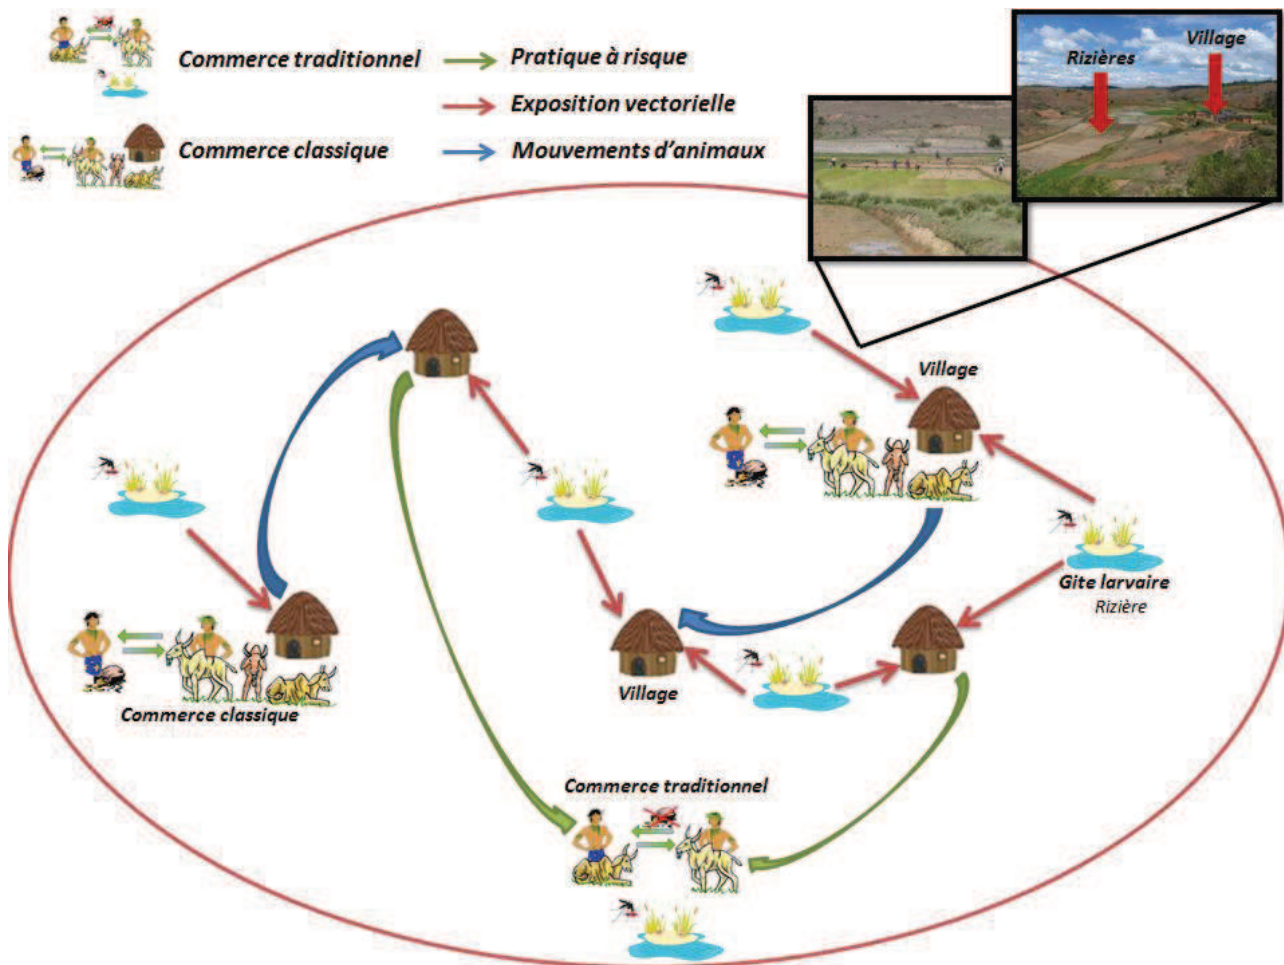 Commerce traditionnel
Pratique à risque
Exposition vectorielle
Commerce classique
Mouvements d'animaux
Rizières
Village
Village
Gite larvaire
Rizière
Village
Commerce classique
Commerce traditionnel